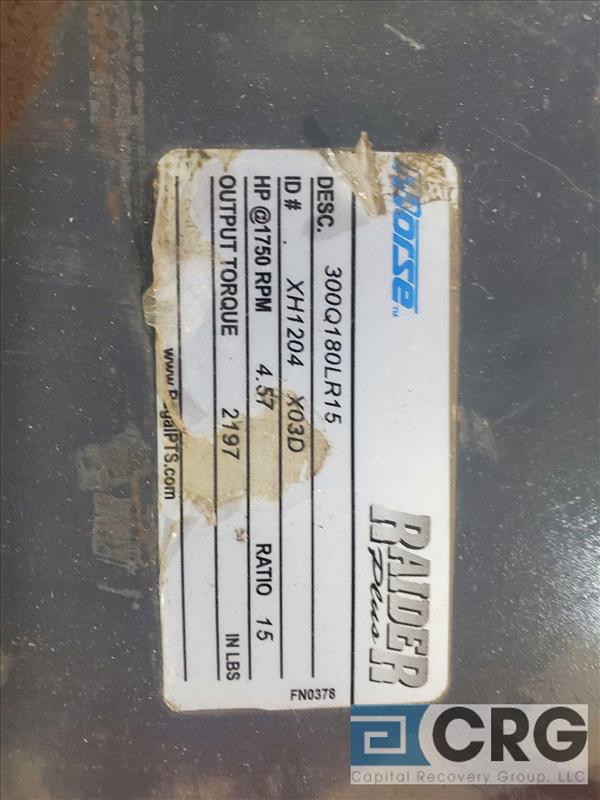 Morse™
RAIDER
Plus
DESC. 300Q180LR15
ID # . XH1204 X03D
HP @1750 RPM 4.57 RATIO 15
OUTPUT TORQUE 2197 IN LBS
FN0378
CRG
Capital Recovery Group, LLC